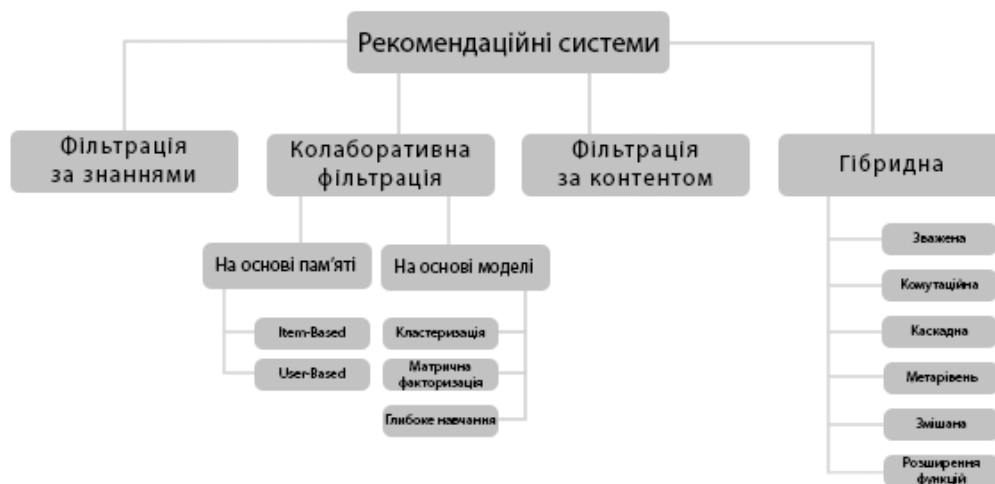 Рекомендаційні системи
Фільтрація
за знаннями
Колаборативна
фільтрація
Фільтрація
за контентом
Гібридна
На основі пам'яті
На основі моделі
Item-Based
User-Based
Кластеризація
Матрична
факторизація
Глибоке навчання
Зважена
Комутаційна
Каскадна
Метарівень
Змішана
Розширення
функцій